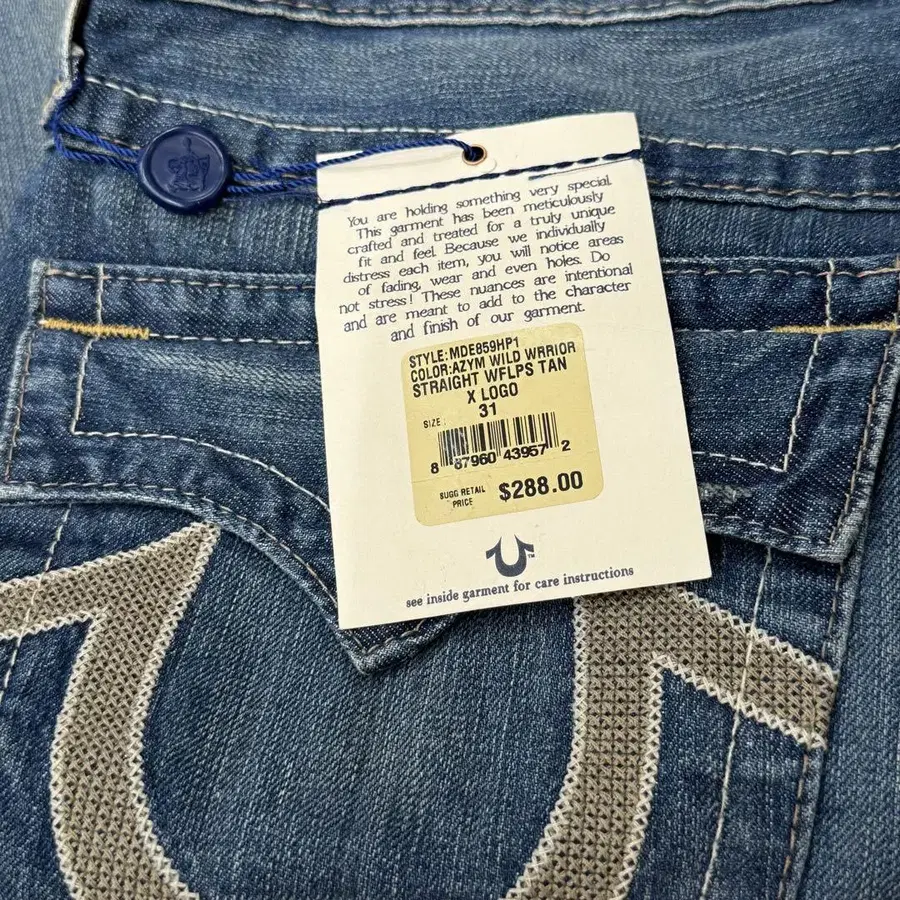 You are holding something very special.
This garment has been meticulously
crafted and treated for a truly unique
fit and feel. Because we individually
distress each item, you will notice areas
of fading, wear and even holes. Do
not stress! These nuances are intentional
and are meant to add to the character
and finish of our garment.
STYLE:MDE859HP1
COLOR:AZYM WILD WRRIOR
STRAIGHT WFLPS TAN
X LOGO
SIZE: 31
8 87960 43957 2
SUGG RETAIL
PRICE $288.00
TM
see inside garment for care instructions